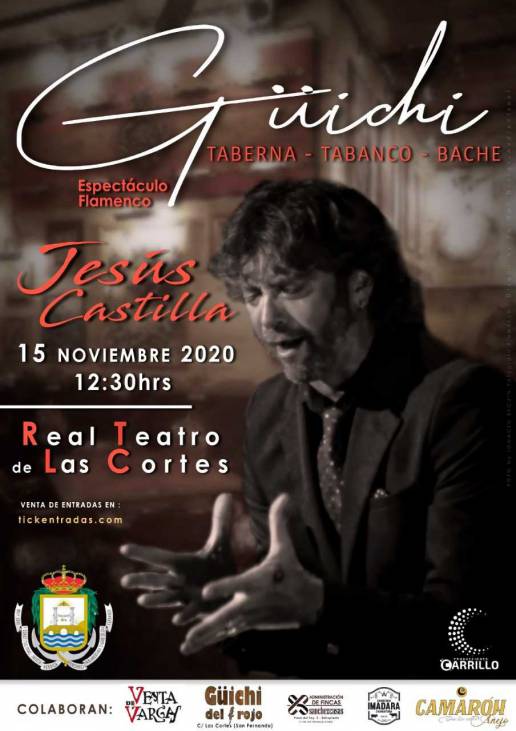 Güichi
TABERNA - TABANCO - BACHE
Espectáculo
Flamenco
Jesús
Castilla
15 NOVIEMBRE 2020
12:30hrs
REAL TEATRO
DE LAS CORTES
VENTA DE ENTRADAS EN :
tickentradas.com
CARRILLO
COLABORAN:
VENTA DE VARGAS
Güichi
del rojo
C/ Las Cortes (San Fernando)
ADMINISTRACIÓN
DE FINCAS
IMADARA
CAMARÓN
Añejo